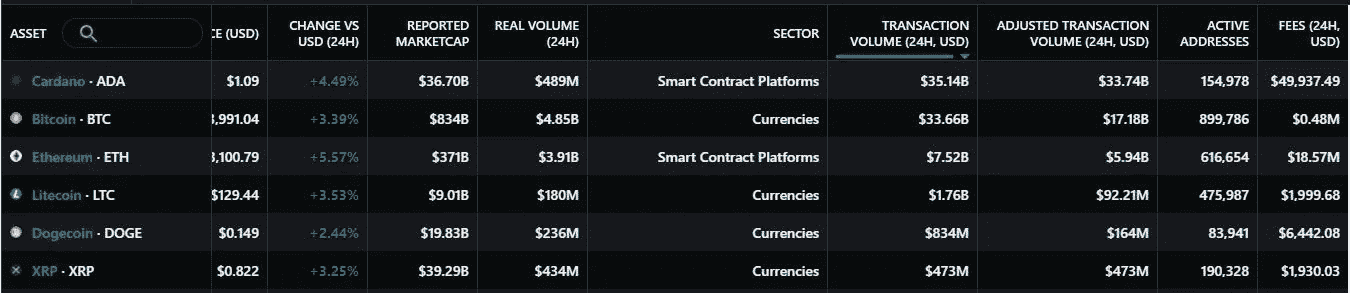 ASSET CE (USD) CHANGE VS USD (24H) REPORTED MARKETCAP REAL VOLUME (24H) SECTOR TRANSACTION VOLUME (24H, USD) ADJUSTED TRANSACTION VOLUME (24H, USD) ACTIVE ADDRESSES FEES (24H, USD)
Cardano · ADA $1.09 +4.49% $36.70B $489M Smart Contract Platforms $35.14B $33.74B 154,978 $49,937.49
Bitcoin · BTC 3,991.04 +3.39% $834B $4.85B Currencies $33.66B $17.18B 899,786 $0.48M
Ethereum · ETH 3,100.79 +5.57% $371B $3.91B Smart Contract Platforms $7.52B $5.94B 616,654 $18.57M
Litecoin · LTC $129.44 +3.53% $9.01B $180M Currencies $1.76B $92.21M 475,987 $1,999.68
Dogecoin · DOGE $0.149 +2.44% $19.83B $236M Currencies $834M $164M 83,941 $6,442.08
XRP · XRP $0.822 +3.25% $39.29B $434M Currencies $473M $473M 190,328 $1,930.03